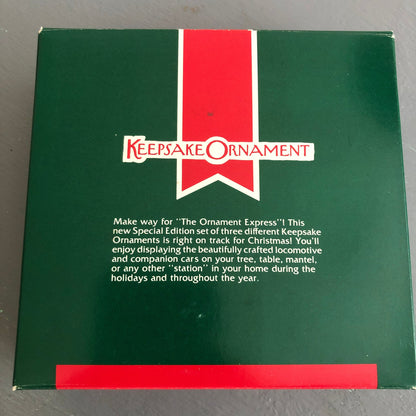 KEEPSAKE ORNAMENT
Make way for "The Ornament Express"! This
new Special Edition set of three different Keepsake
Ornaments is right on track for Christmas! You'll
enjoy displaying the beautifully crafted locomotive
and companion cars on your tree, table, mantel,
or any other "station" in your home during the
holidays and throughout the year.